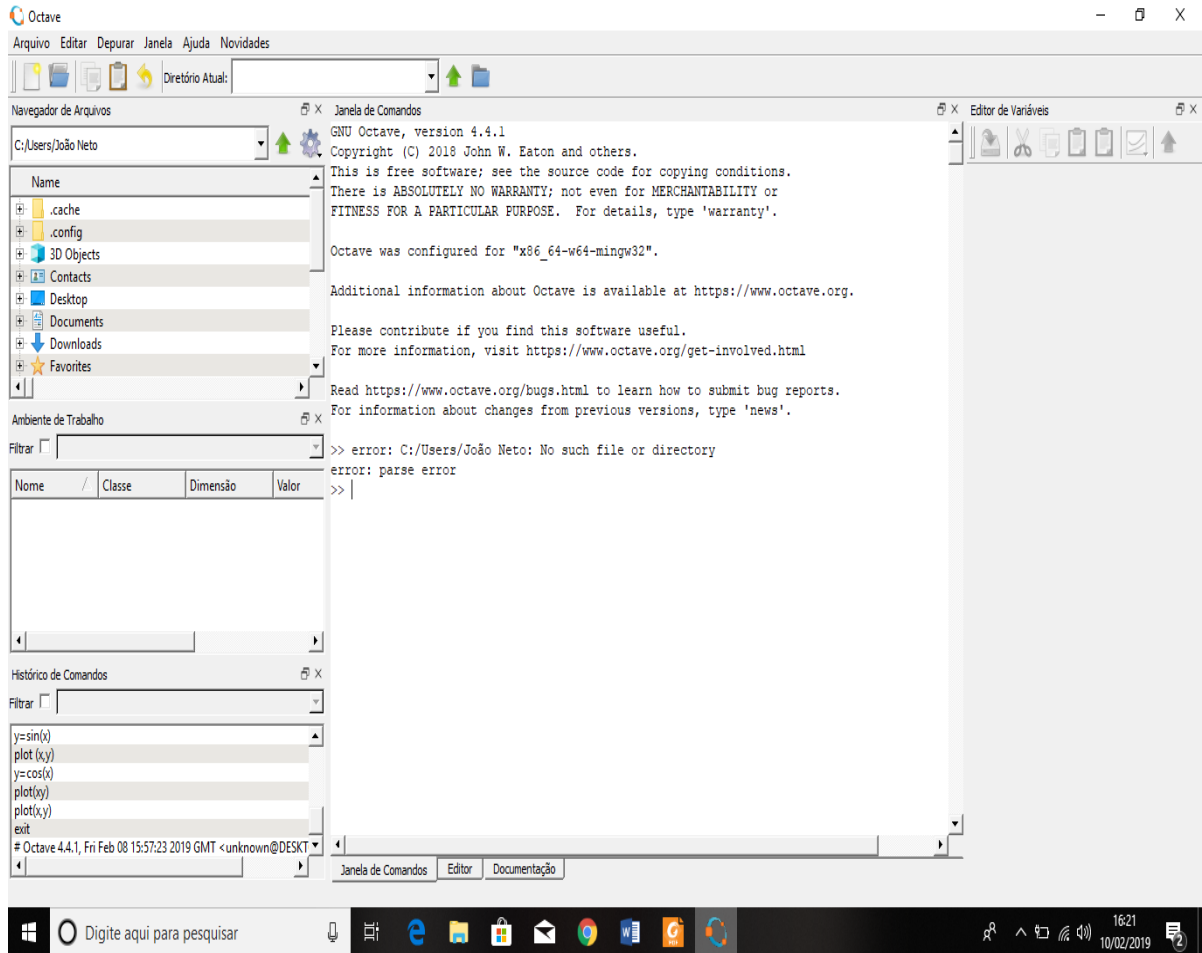 Octave
Arquivo Editar Depurar Janela Ajuda Novidades
Diretório Atual:
Navegador de Arquivos
C:/Users/João Neto
Name
.cache
.config
3D Objects
Contacts
Desktop
Documents
Downloads
Favorites
Ambiente de Trabalho
Filtrar
Nome Classe Dimensão Valor
Histórico de Comandos
Filtrar
y=sin(x)
plot (x,y)
y=cos(x)
plot(xy)
plot(x,y)
exit
# Octave 4.4.1, Fri Feb 08 15:57:23 2019 GMT <unknown@DESKT
Janela de Comandos
GNU Octave, version 4.4.1
Copyright (C) 2018 John W. Eaton and others.
This is free software; see the source code for copying conditions.
There is ABSOLUTELY NO WARRANTY; not even for MERCHANTABILITY or
FITNESS FOR A PARTICULAR PURPOSE.  For details, type 'warranty'.
Octave was configured for "x86_64-w64-mingw32".
Additional information about Octave is available at https://www.octave.org.
Please contribute if you find this software useful.
For more information, visit https://www.octave.org/get-involved.html
Read https://www.octave.org/bugs.html to learn how to submit bug reports.
For information about changes from previous versions, type 'news'.
>> error: C:/Users/João Neto: No such file or directory
error: parse error
>>
Janela de Comandos Editor Documentação
Editor de Variáveis
Digite aqui para pesquisar
16:21
10/02/2019
2